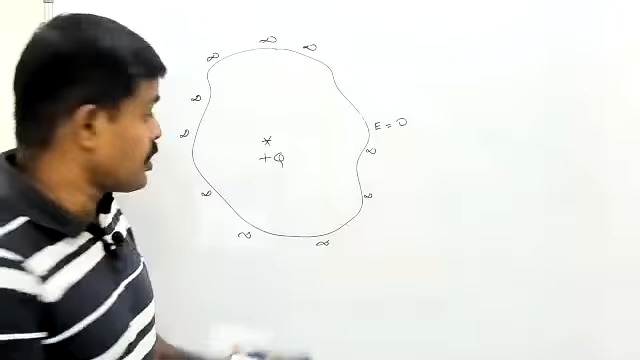 ∞ ∞ ∞
∞ E = 0
∞ * ∞
+Q
∞ ∞
∞ ∞